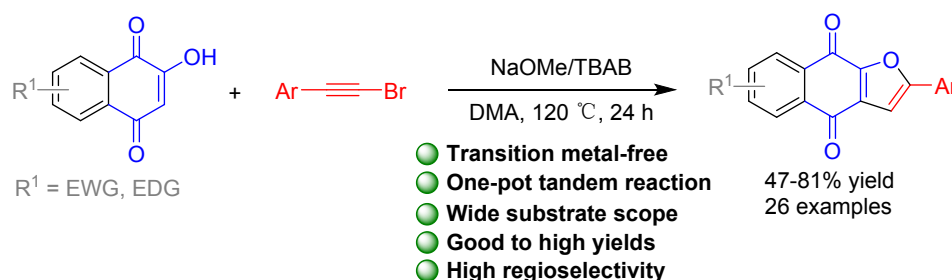 O
OH
R1
O
+
Ar
Br
NaOMe/TBAB
DMA, 120 ℃, 24 h
O
O
R1
Ar
O
R1 = EWG, EDG
Transition metal-free
One-pot tandem reaction
Wide substrate scope
Good to high yields
High regioselectivity
47-81% yield
26 examples